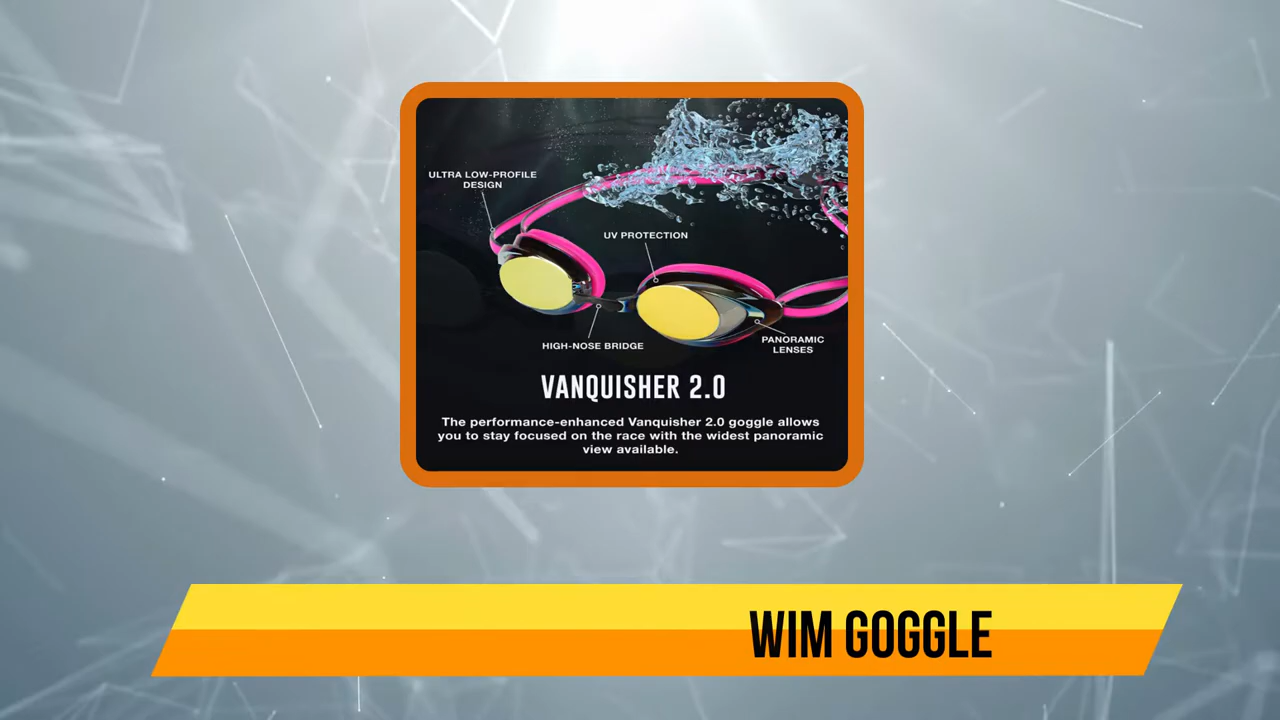 ULTRA LOW-PROFILE
DESIGN
UV PROTECTION
HIGH-NOSE BRIDGE
PANORAMIC
LENSES
VANQUISHER 2.0
The performance-enhanced Vanquisher 2.0 goggle allows
you to stay focused on the race with the widest panoramic
view available.
WIM GOGGLE